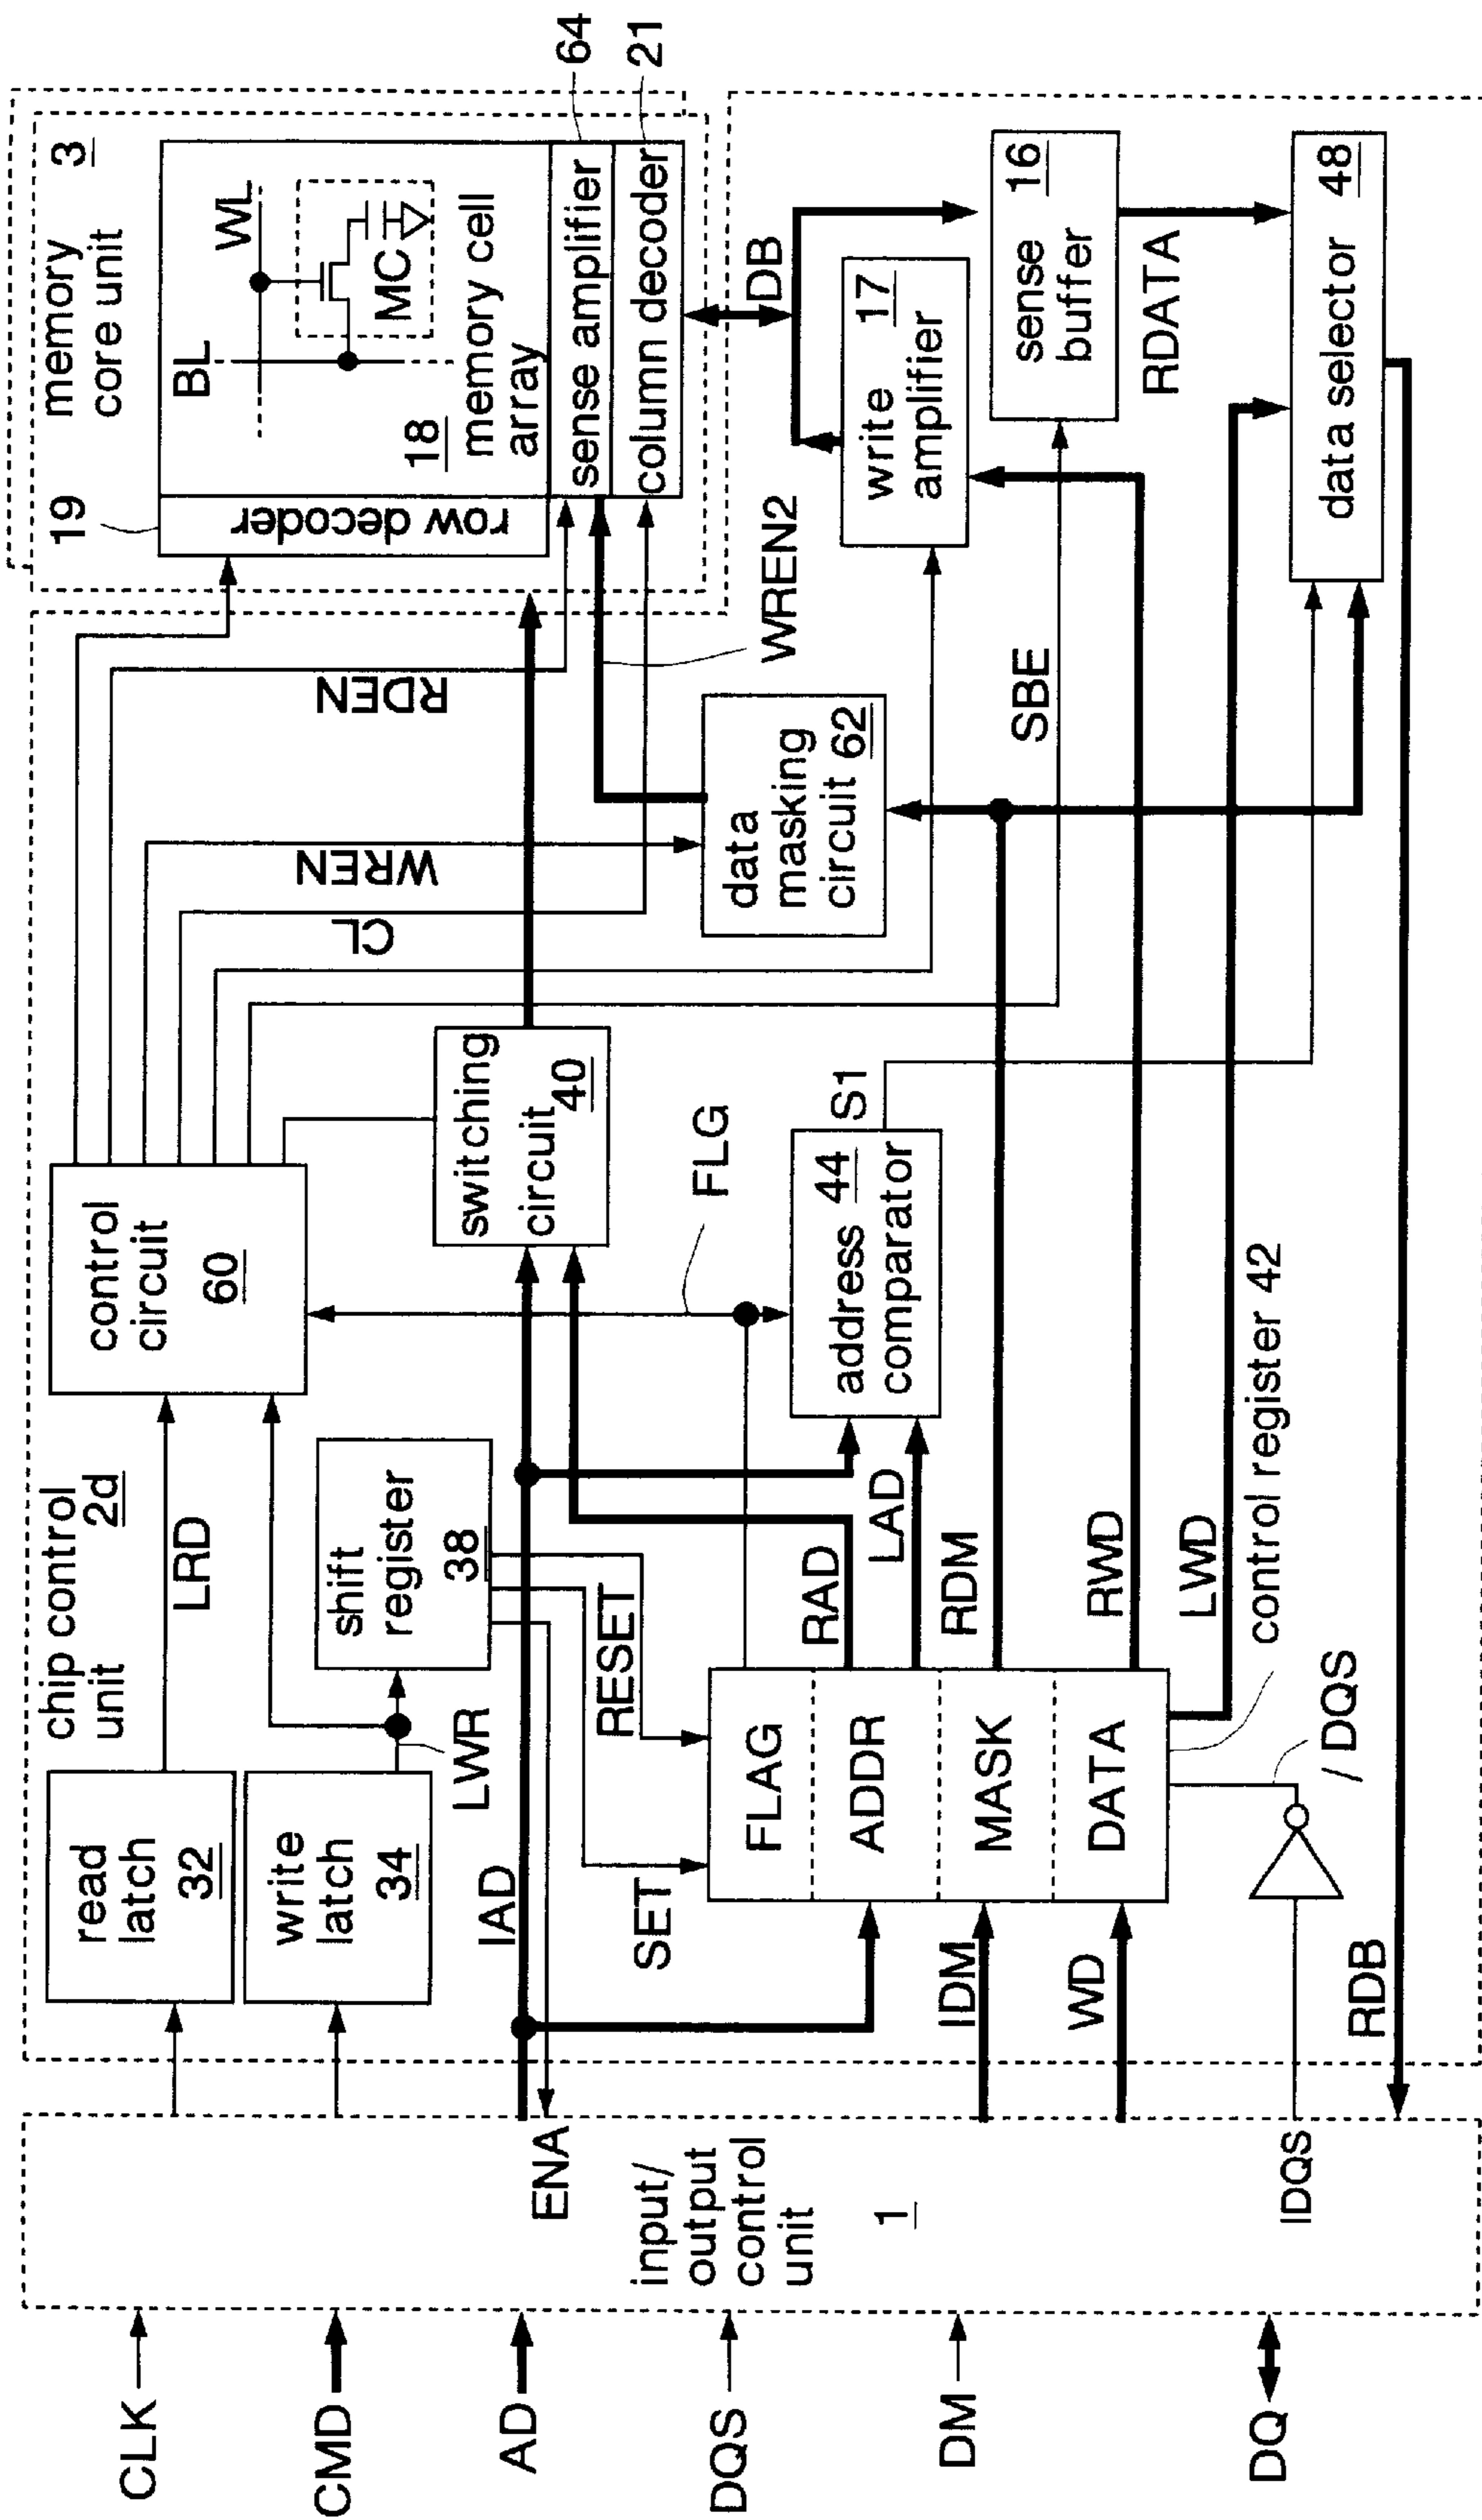 CLK
CMD
AD
DQS
DM
DQ
input/
output
control
unit
1
ENA
IDQS
chip control
unit 2d
read
latch
32
write
latch
34
LRD
LWR
shift
register
38
control
circuit
60
IAD
SET
RESET
FLAG
ADDR
MASK
DATA
IDM
WD
RDB
/DQS
control register 42
RAD
LAD
RDM
RWD
LWD
FLG
switching
circuit 40
address 44
comparator
S1
RDEN
WREN
CL
data
masking
circuit 62
WREN2
SBE
memory
core unit
3
19
row decoder
BL
WL
MC
18
memory cell
array
sense amplifier
column decoder
64
21
DB
write 17
amplifier
sense 16
buffer
RDATA
data selector 48